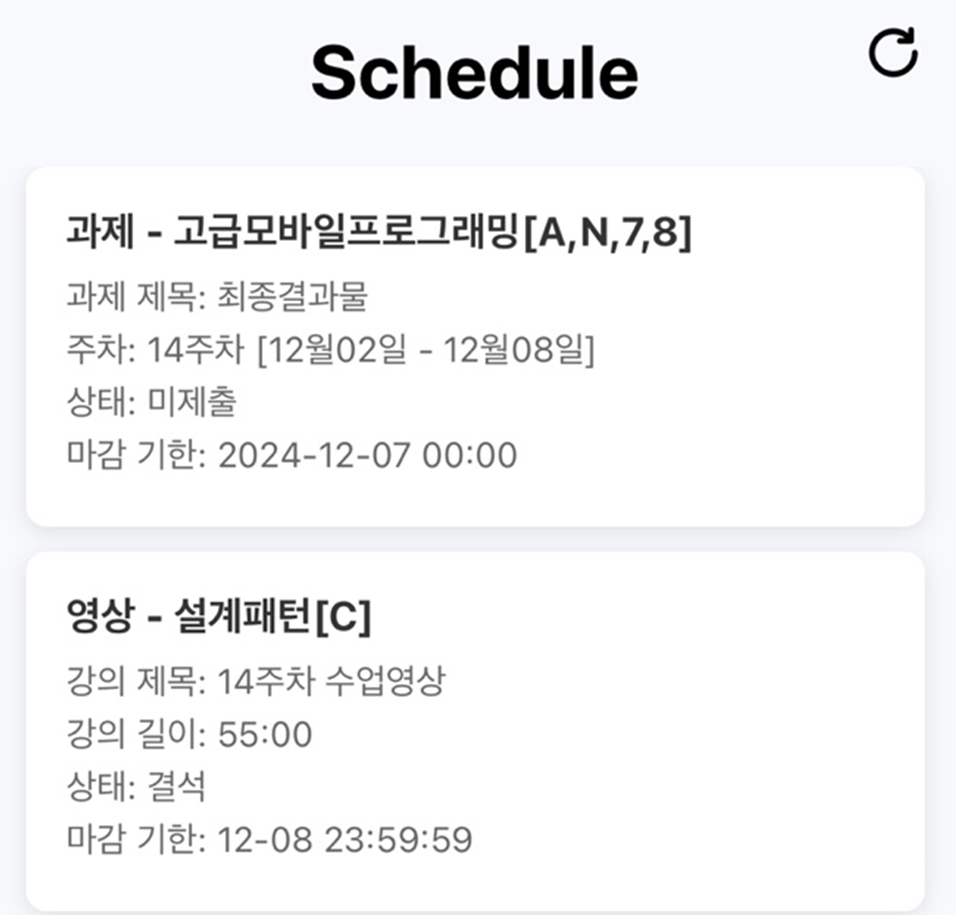 Schedule
과제 - 고급모바일프로그래밍[A,N,7,8]
과제 제목: 최종결과물
주차: 14주차 [12월02일 - 12월08일]
상태: 미제출
마감 기한: 2024-12-07 00:00
영상 - 설계패턴[C]
강의 제목: 14주차 수업영상
강의 길이: 55:00
상태: 결석
마감 기한: 12-08 23:59:59